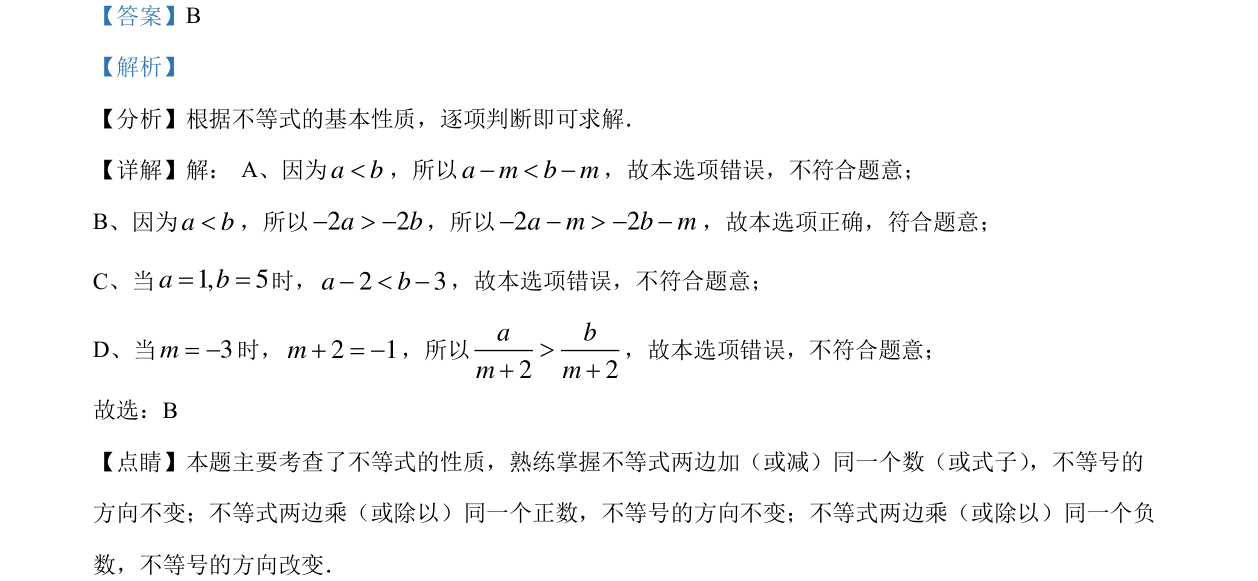 【答案】B
【解析】
【分析】根据不等式的基本性质，逐项判断即可求解．
【详解】解： A、因为 a < b ，所以 a − m < b − m ，故本选项错误，不符合题意；
B、因为 a < b ，所以 −2a > −2b ，所以 −2a − m > −2b − m ，故本选项正确，符合题意；
C、当 a = 1, b = 5 时， a − 2 < b − 3 ，故本选项错误，不符合题意；
D、当 m = −3 时， m + 2 = −1 ，所以 \frac{a}{m+2} > \frac{b}{m+2} ，故本选项错误，不符合题意；
故选：B
【点睛】本题主要考查了不等式的性质，熟练掌握不等式两边加（或减）同一个数（或式子），不等号的
方向不变；不等式两边乘（或除以）同一个正数，不等号的方向不变；不等式两边乘（或除以）同一个负
数，不等号的方向改变．